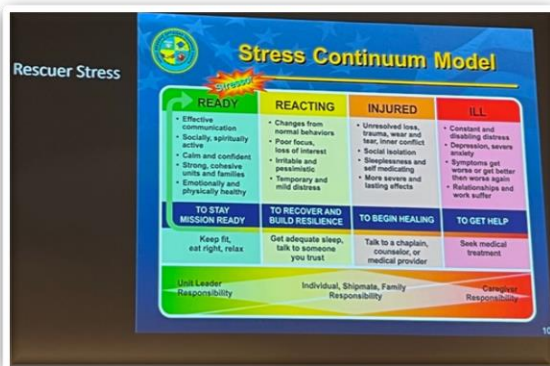 Rescuer Stress
Stress Continuum Model
Stressor
READY
• Effective
communication
• Socially, spiritually
active
• Calm and confident
• Strong, cohesive
units and families
• Emotionally and
physically healthy
REACTING
• Changes from
normal behaviors
• Poor focus,
loss of interest
• Irritable and
pessimistic
• Temporary and
mild distress
INJURED
• Unresolved loss,
trauma, wear and
tear, inner conflict
• Social isolation
• Sleeplessness and
self medicating
• More severe and
lasting effects
ILL
• Constant and
disabling distress
• Depression, severe
anxiety
• Symptoms get
worse or get better
then worse again
• Relationships and
work suffer
TO STAY
MISSION READY
TO RECOVER AND
BUILD RESILIENCE
TO BEGIN HEALING
TO GET HELP
Keep fit,
eat right, relax
Get adequate sleep,
talk to someone
you trust
Talk to a chaplain,
counselor, or
medical provider
Seek medical
treatment
Unit Leader
Responsibility
Individual, Shipmate, Family
Responsibility
Caregiver
Responsibility
10